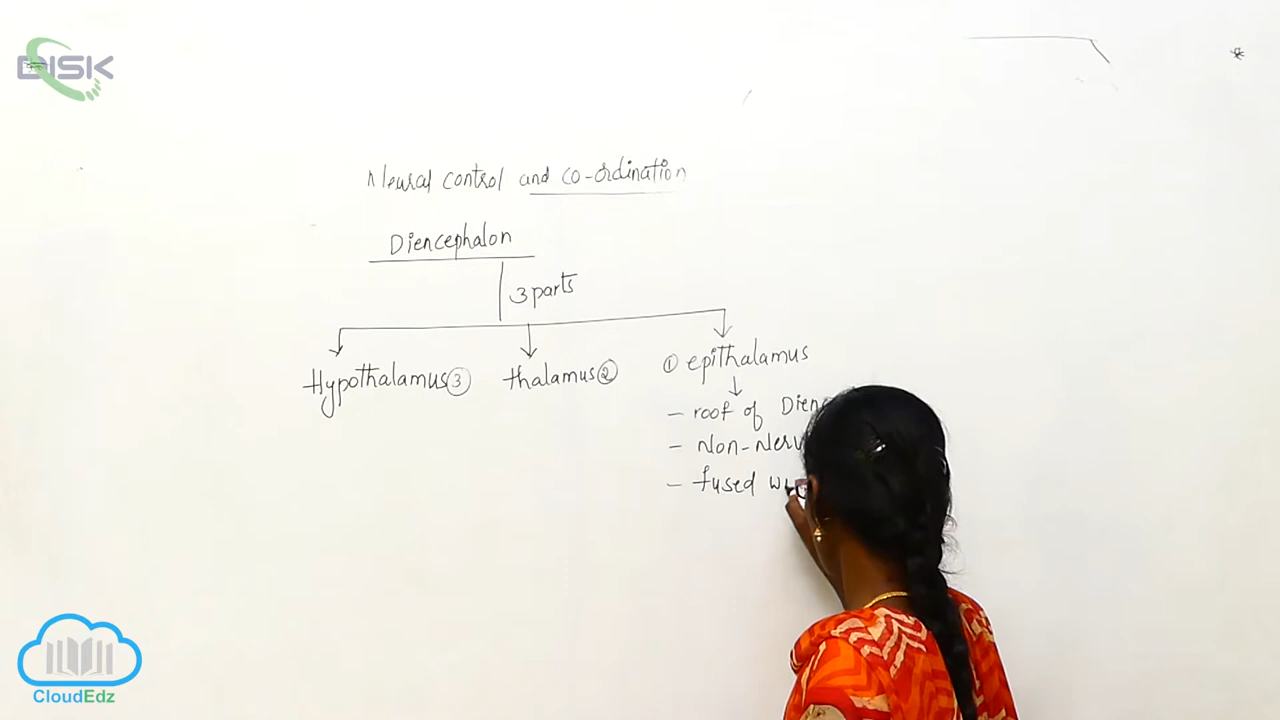 DISK
Neural control and co-ordination
Diencephalon
3 parts
Hypothalamus ③ thalamus ② ① epithalamus
- roof of
- Non-
- fused
CloudEdz